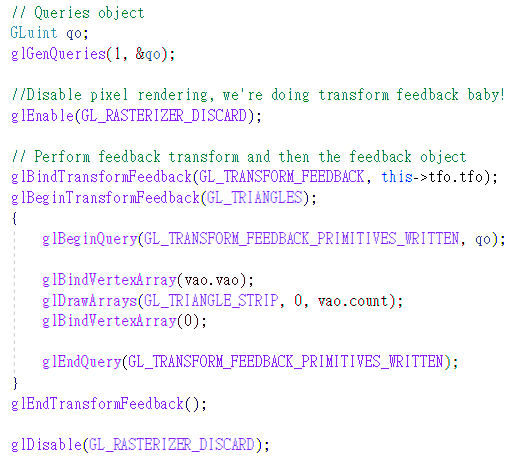 // Queries object
GLuint qo;
glGenQueries(1, &qo);
//Disable pixel rendering, we're doing transform feedback baby!
glEnable(GL_RASTERIZER_DISCARD);
// Perform feedback transform and then the feedback object
glBindTransformFeedback(GL_TRANSFORM_FEEDBACK, this->tfo.tfo);
glBeginTransformFeedback(GL_TRIANGLES);
{
glBeginQuery(GL_TRANSFORM_FEEDBACK_PRIMITIVES_WRITTEN, qo);
glBindVertexArray(vao.vao);
glDrawArrays(GL_TRIANGLE_STRIP, 0, vao.count);
glBindVertexArray(0);
glEndQuery(GL_TRANSFORM_FEEDBACK_PRIMITIVES_WRITTEN);
}
glEndTransformFeedback();
glDisable(GL_RASTERIZER_DISCARD);